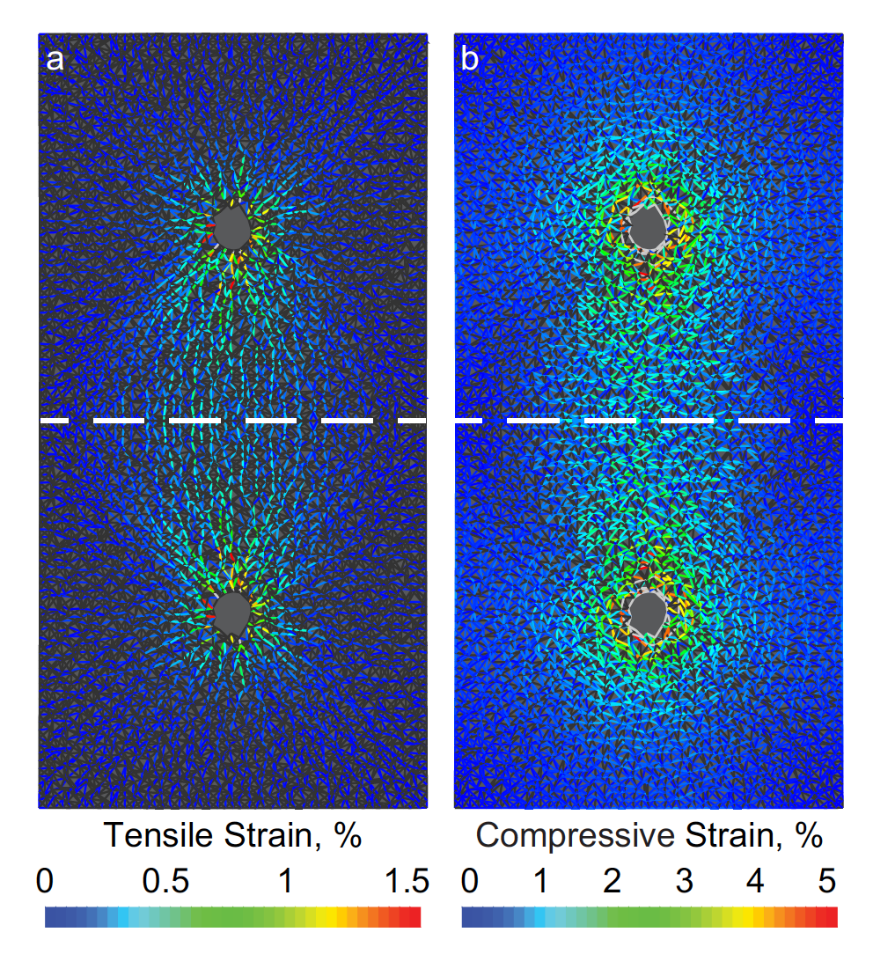 a
b
Tensile Strain, %
0 0.5 1 1.5
Compressive Strain, %
0 1 2 3 4 5